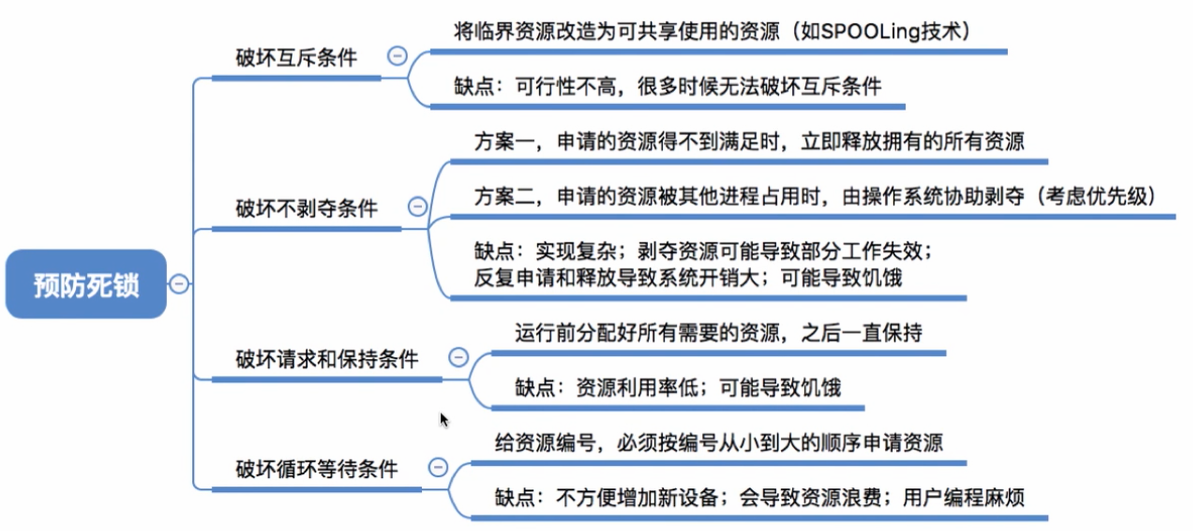 预防死锁
破坏互斥条件
将临界资源改造为可共享使用的资源（如SPOOLing技术）
缺点：可行性不高，很多时候无法破坏互斥条件
破坏不剥夺条件
方案一，申请的资源得不到满足时，立即释放拥有的所有资源
方案二，申请的资源被其他进程占用时，由操作系统协助剥夺（考虑优先级）
缺点：实现复杂；剥夺资源可能导致部分工作失效；
反复申请和释放导致系统开销大；可能导致饥饿
破坏请求和保持条件
运行前分配好所有需要的资源，之后一直保持
缺点：资源利用率低；可能导致饥饿
破坏循环等待条件
给资源编号，必须按编号从小到大的顺序申请资源
缺点：不方便增加新设备；会导致资源浪费；用户编程麻烦